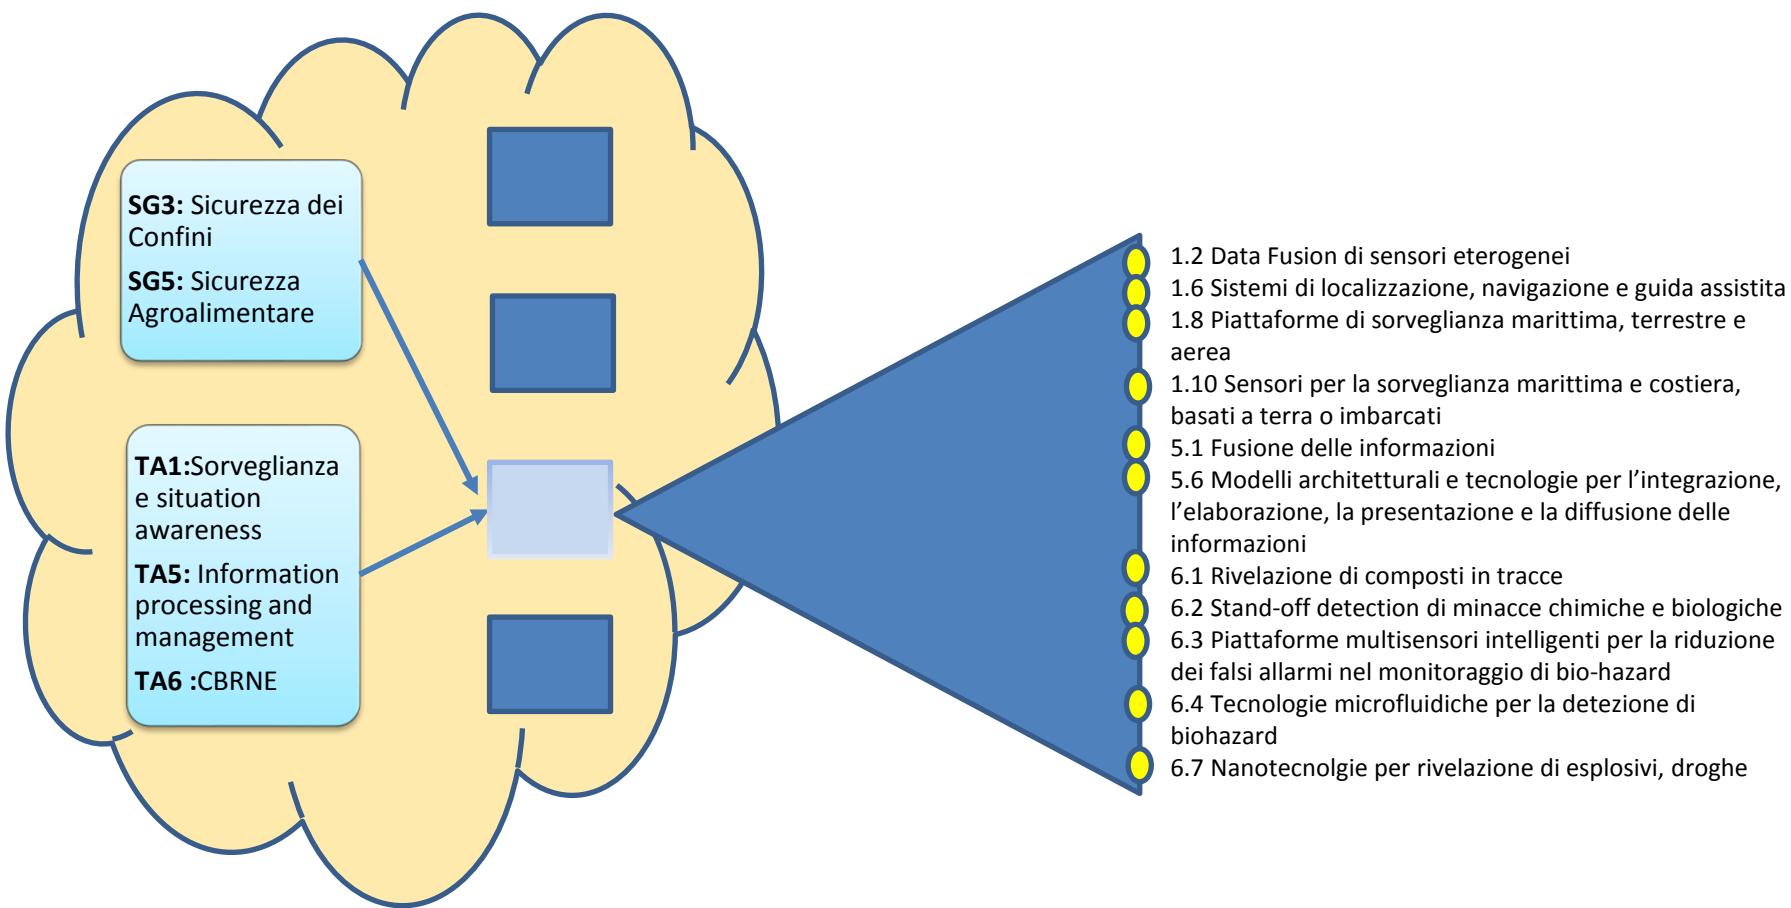 SG3: Sicurezza dei
Confini
SG5: Sicurezza
Agroalimentare
TA1:Sorveglianza
e situation
awareness
TA5: Information
processing and
management
TA6 :CBRNE
1.2 Data Fusion di sensori eterogenei
1.6 Sistemi di localizzazione, navigazione e guida assistita
1.8 Piattaforme di sorveglianza marittima, terrestre e
aerea
1.10 Sensori per la sorveglianza marittima e costiera,
basati a terra o imbarcati
5.1 Fusione delle informazioni
5.6 Modelli architetturali e tecnologie per l’integrazione,
l’elaborazione, la presentazione e la diffusione delle
informazioni
6.1 Rivelazione di composti in tracce
6.2 Stand-off detection di minacce chimiche e biologiche
6.3 Piattaforme multisensori intelligenti per la riduzione
dei falsi allarmi nel monitoraggio di bio-hazard
6.4 Tecnologie microfluidiche per la detezione di
biohazard
6.7 Nanotecnolgie per rivelazione di esplosivi, droghe